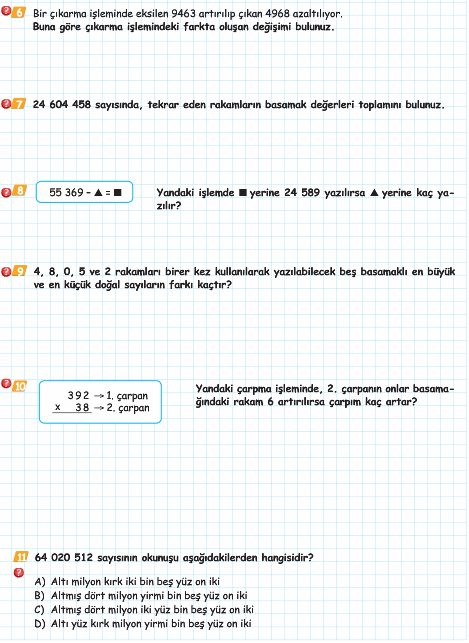 6 Bir çıkarma işleminde eksilen 9463 artırılıp çıkan 4968 azaltılıyor.
Buna göre çıkarma işlemindeki farkta oluşan değişimi bulunuz.
7 24 604 458 sayısında, tekrar eden rakamların basamak değerleri toplamını bulunuz.
8 55 369 – ▲ = ■
Yandaki işlemde ■ yerine 24 589 yazılırsa ▲ yerine kaç ya-
zılır?
9 4, 8, 0, 5 ve 2 rakamları birer kez kullanılarak yazılabilecek beş basamaklı en büyük
ve en küçük doğal sayıların farkı kaçtır?
10 392 → 1. çarpan
x 38 → 2. çarpan
Yandaki çarpma işleminde, 2. çarpanın onlar basama-
ğındaki rakam 6 artırılırsa çarpım kaç artar?
11 64 020 512 sayısının okunuşu aşağıdakilerden hangisidir?
A) Altı milyon kırk iki bin beş yüz on iki
B) Altmış dört milyon yirmi bin beş yüz on iki
C) Altmış dört milyon iki yüz bin beş yüz on iki
D) Altı yüz kırk milyon yirmi bin beş yüz on iki